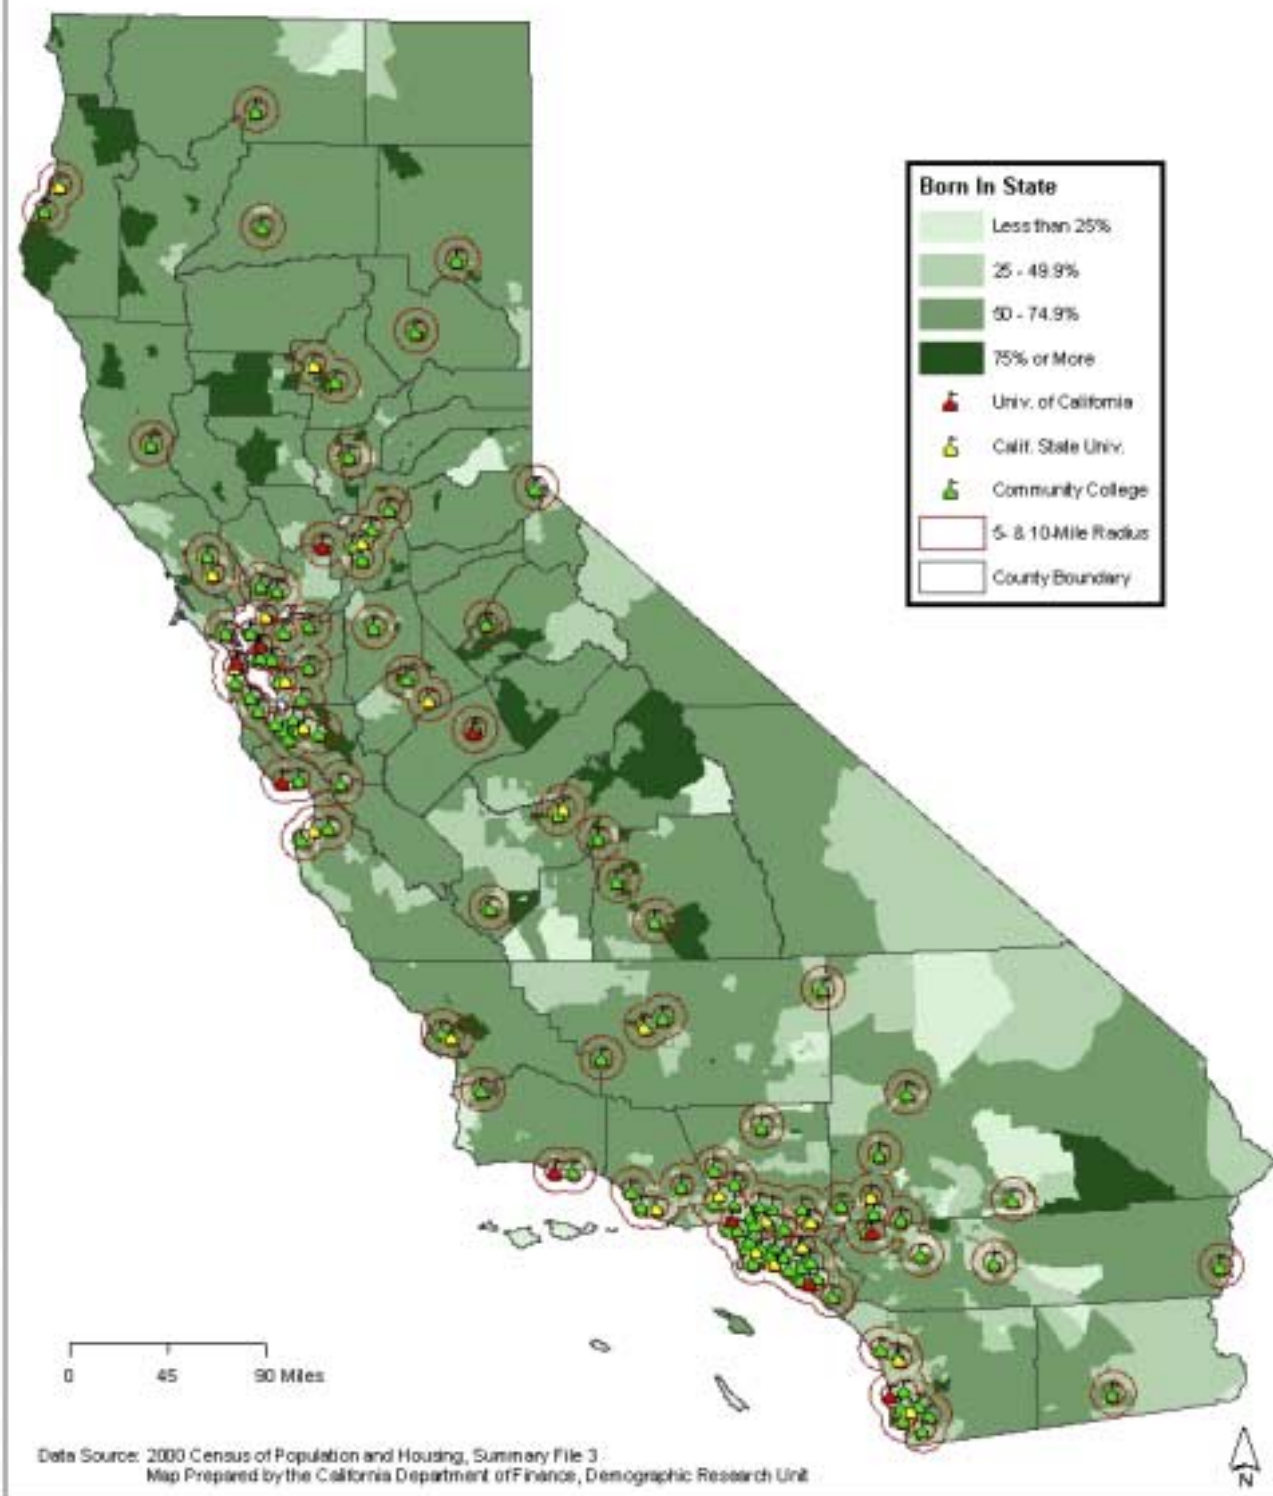 Born In State
Less than 25%
25 - 49.9%
50 - 74.9%
75% or More
Univ. of California
Calif. State Univ.
Community College
5- & 10-Mile Radius
County Boundary
0 45 90 Miles
Data Source: 2000 Census of Population and Housing, Summary File 3
Map Prepared by the California Department of Finance, Demographic Research Unit
N